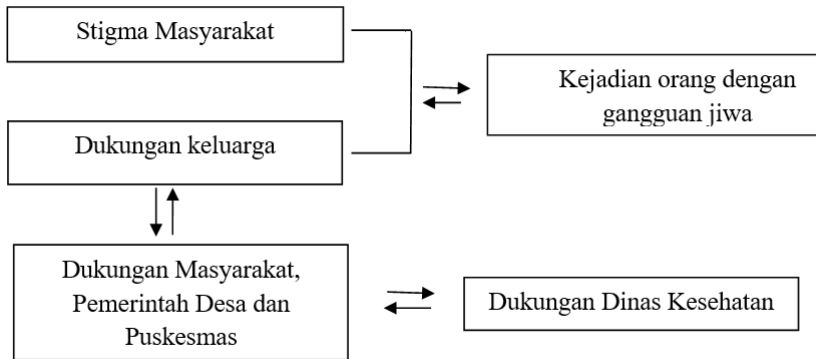 Stigma Masyarakat
Kejadian orang dengan
gangguan jiwa
Dukungan keluarga
Dukungan Masyarakat,
Pemerintah Desa dan
Puskesmas
Dukungan Dinas Kesehatan